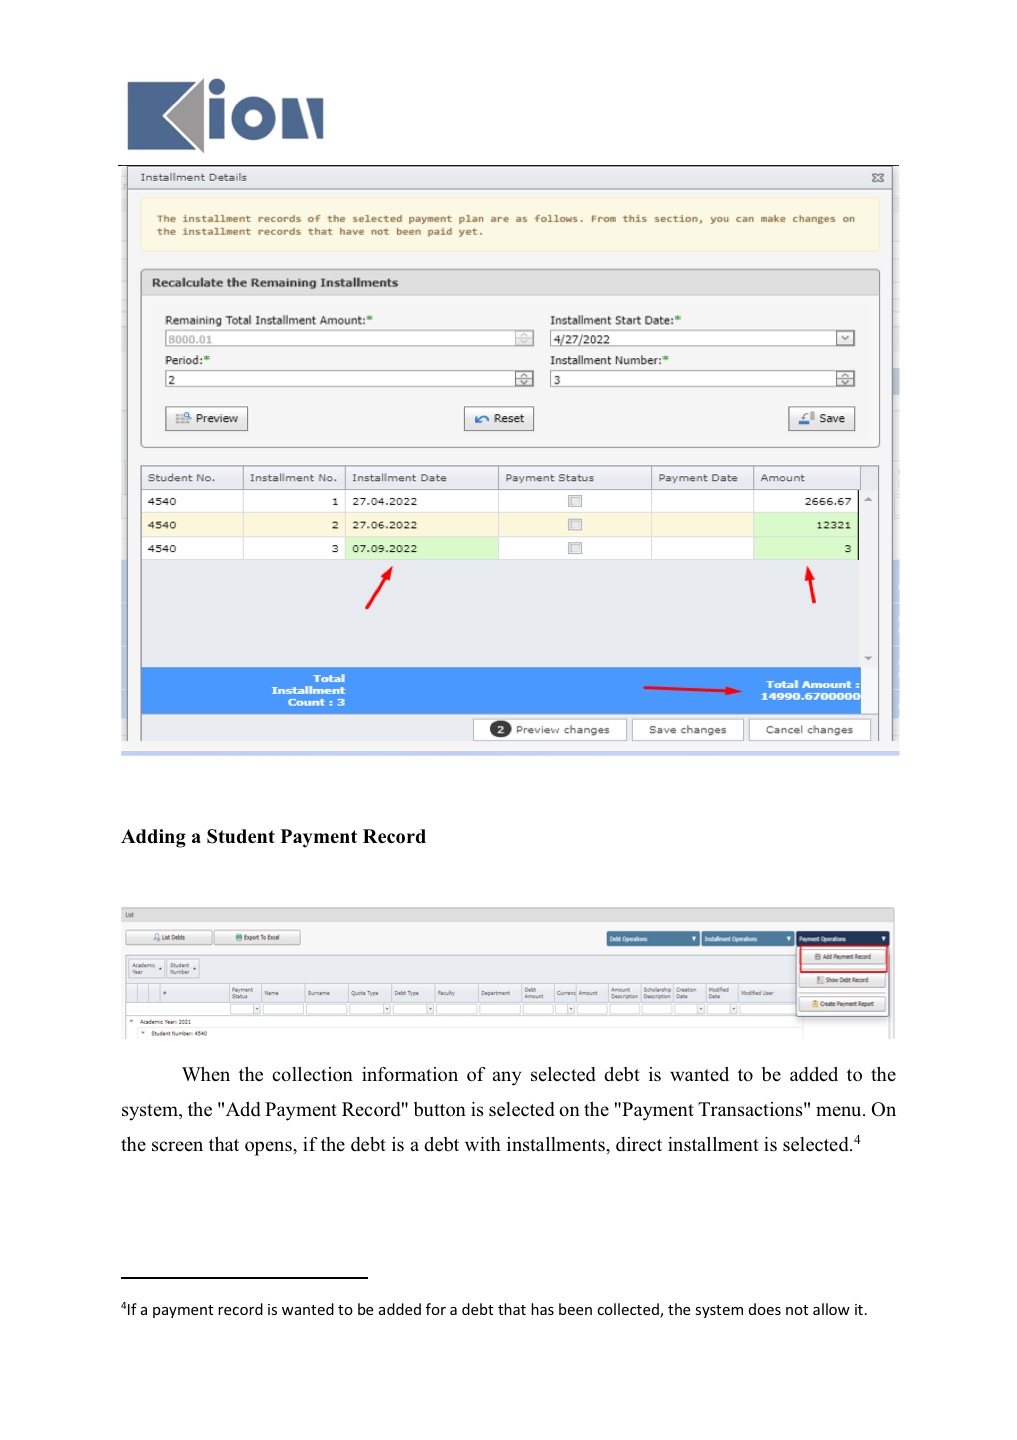 Kion
Installment Details
The installment records of the selected payment plan are as follows. From this section, you can make changes on
the installment records that have not been paid yet.
Recalculate the Remaining Installments
Remaining Total Installment Amount:*
Installment Start Date:*
8000.01
4/27/2022
Period:*
Installment Number:*
2
3
Preview
Reset
Save
Student No. Installment No. Installment Date Payment Status Payment Date Amount
4540 1 27.04.2022 2666.67
4540 2 27.06.2022 12321
4540 3 07.09.2022 3
Total
Installment
Count : 3
Total Amount :
14990.6700000
2 Preview changes
Save changes
Cancel changes
Adding a Student Payment Record
List
List Debts
Export To Excel
Debt Operations
Installment Operations
Payment Operations
Add Payment Record
Show Debt Record
Create Payment Report
Academic
Year
Student
Number
# Payment
Status
Name
Surname
Quota Type
Debt Type
Faculty
Department
Debt
Amount
Currenc
Amount
Amount
Description
Scholarship
Description
Creation
Date
Modified
Date
Modified User
Academic Year: 2021
Student Number: 4540
When the collection information of any selected debt is wanted to be added to the
system, the "Add Payment Record" button is selected on the "Payment Transactions" menu. On
the screen that opens, if the debt is a debt with installments, direct installment is selected.4
4If a payment record is wanted to be added for a debt that has been collected, the system does not allow it.